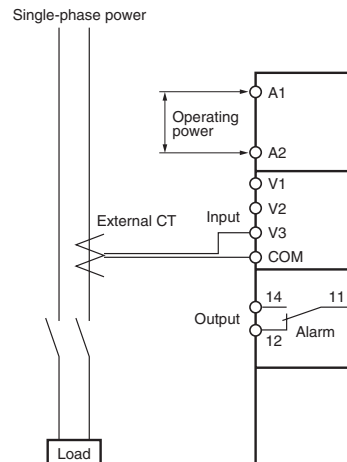 Single-phase power
A1
Operating
power
A2
V1
V2
External CT
Input
V3
COM
14
11
Output
12
Alarm
Load